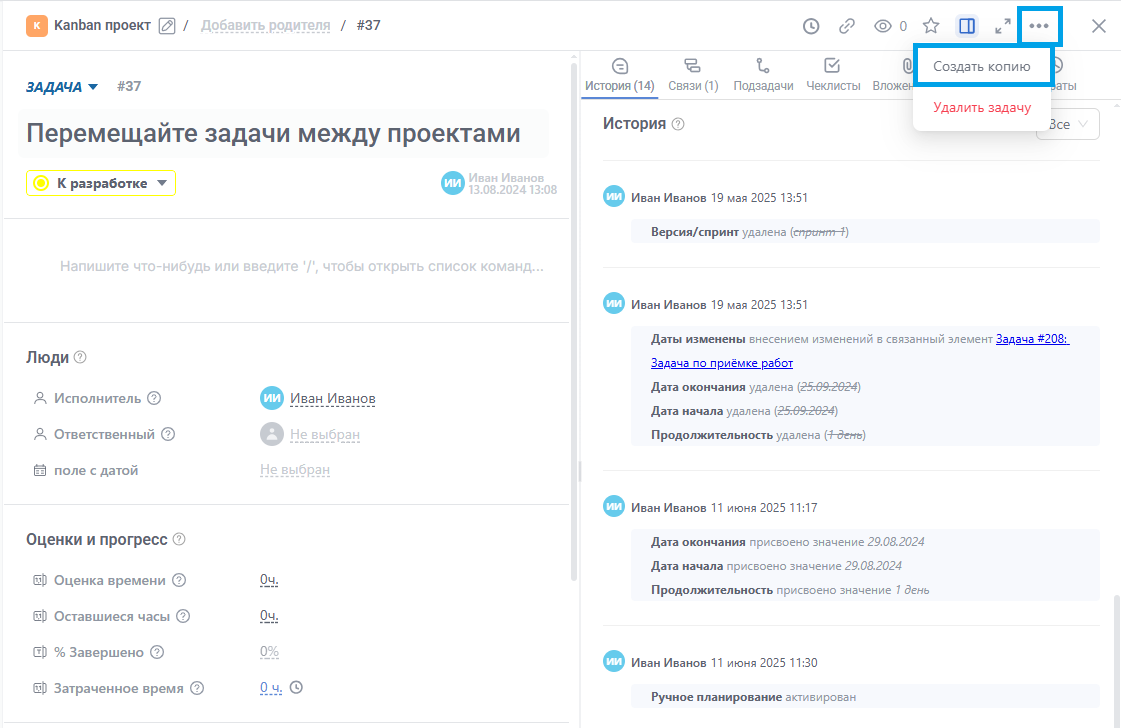 К Kanban проект / Добавить родителя / #37
0
ЗАДАЧА #37
Перемещайте задачи между проектами
К разработке
ИИ Иван Иванов
13.08.2024 13:08
Напишите что-нибудь или введите '/', чтобы открыть список команд...
Люди
Исполнитель ИИ Иван Иванов
Ответственный Не выбран
поле с датой Не выбран
Оценки и прогресс
Оценка времени 0ч.
Оставшиеся часы 0ч.
% Завершено 0%
Затраченное время 0 ч.
История (14) Связи (1) Подзадачи Чеклисты Вложен
Создать копию
Удалить задачу
История
Все
ИИ Иван Иванов 19 мая 2025 13:51
Версия/спринт удалена (спринт 1)
ИИ Иван Иванов 19 мая 2025 13:51
Даты изменены внесением изменений в связанный элемент Задача #208:
Задача по приёмке работ
Дата окончания удалена (25.09.2024)
Дата начала удалена (25.09.2024)
Продолжительность удалена (1 день)
ИИ Иван Иванов 11 июня 2025 11:17
Дата окончания присвоено значение 29.08.2024
Дата начала присвоено значение 29.08.2024
Продолжительность присвоено значение 1 день
ИИ Иван Иванов 11 июня 2025 11:30
Ручное планирование активирован